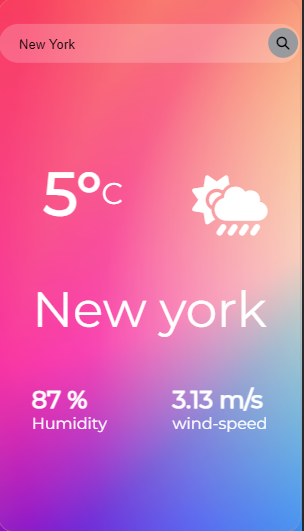 New York
5°C
New york
87 % 3.13 m/s
Humidity wind-speed